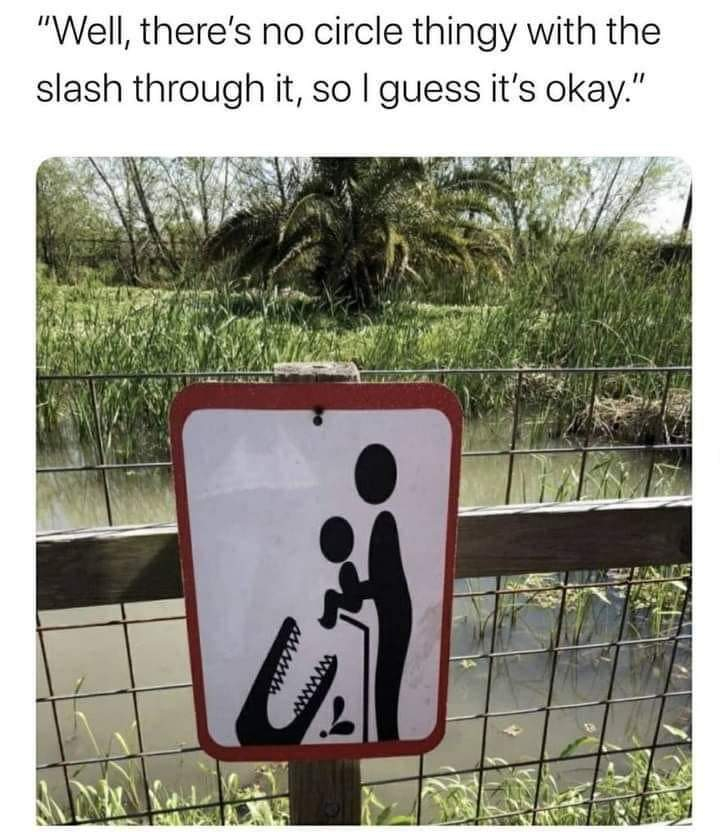 "Well, there's no circle thingy with the
slash through it, so I guess it's okay."